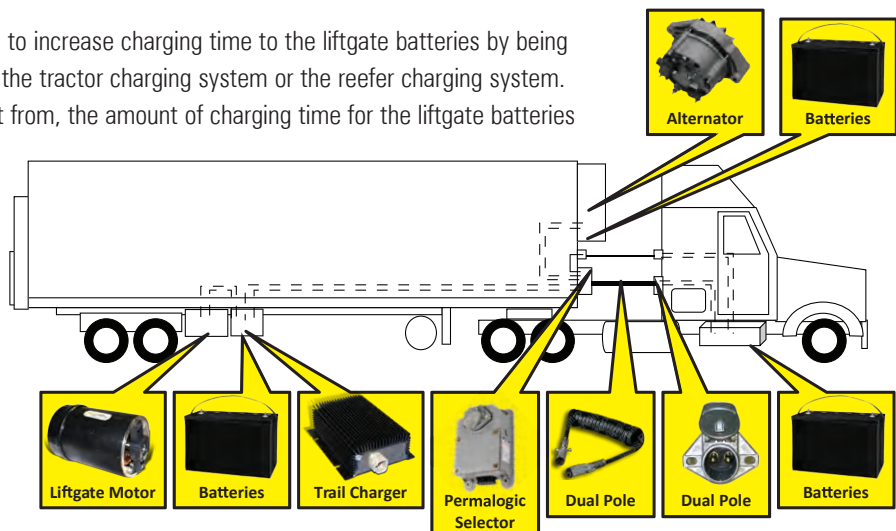 to increase charging time to the liftgate batteries by being
the tractor charging system or the reefer charging system.
t from, the amount of charging time for the liftgate batteries
Alternator
Batteries
Liftgate Motor
Batteries
Trail Charger
Permalogic
Selector
Dual Pole
Dual Pole
Batteries